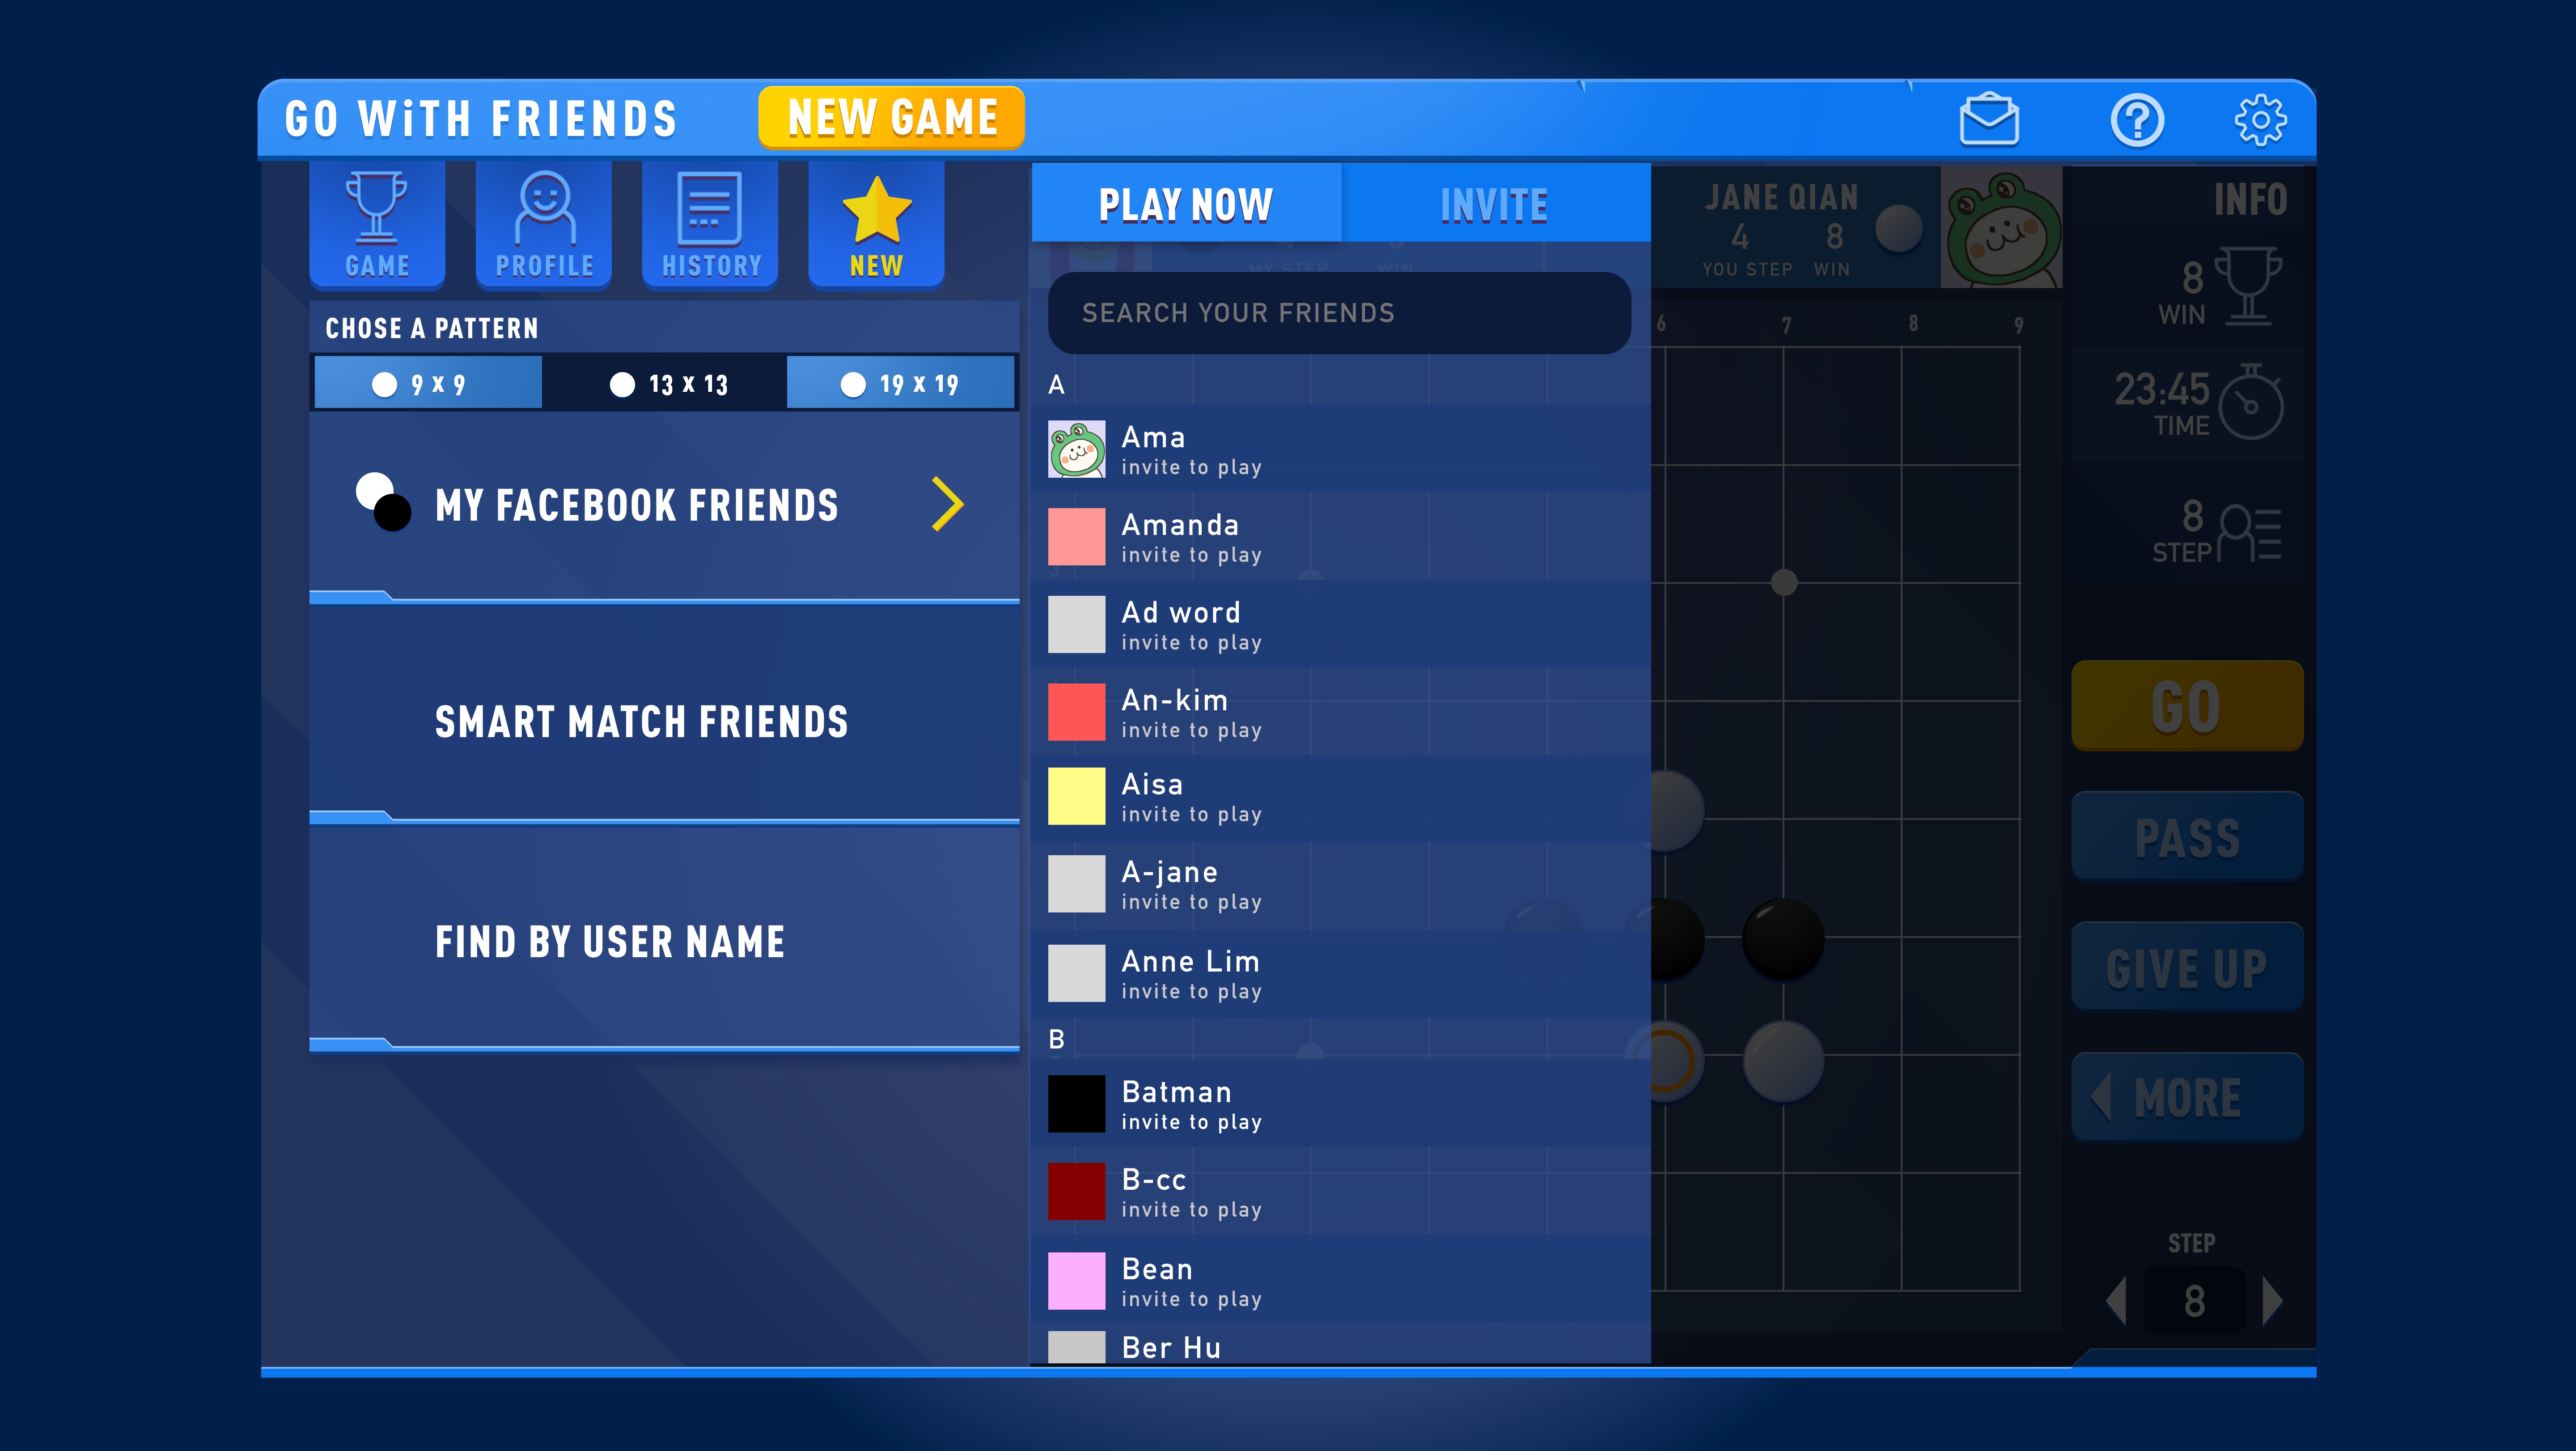 GO WiTH FRIENDS
NEW GAME
GAME
PROFILE
HISTORY
NEW
CHOSE A PATTERN
9 X 9
13 X 13
19 X 19
MY FACEBOOK FRIENDS
SMART MATCH FRIENDS
FIND BY USER NAME
PLAY NOW
INVITE
MY STEP
WIN
SEARCH YOUR FRIENDS
A
Ama
invite to play
Amanda
invite to play
Ad word
invite to play
An-kim
invite to play
Aisa
invite to play
A-jane
invite to play
Anne Lim
invite to play
B
Batman
invite to play
B-cc
invite to play
Bean
invite to play
Ber Hu
JANE QIAN
4 8
YOU STEP WIN
6 7 8 9
INFO
8
WIN
23:45
TIME
8
STEP
GO
PASS
GIVE UP
MORE
STEP
8